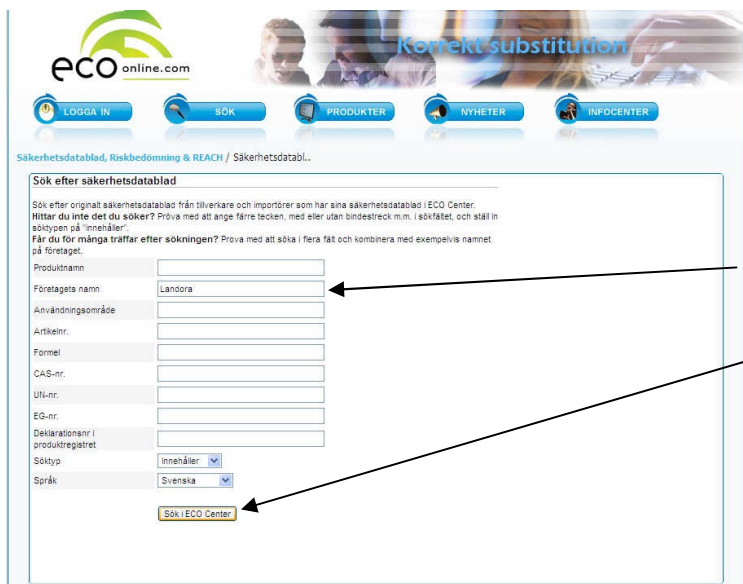 eco online.com
Korrekt substitution
LOGGA IN
SÖK
PRODUKTER
NYHETER
INFOCENTER
Säkerhetsdatablad, Riskbedömning & REACH / Säkerhetsdatabl..
Sök efter säkerhetsdatablad
Sök efter originalt säkerhetsdatablad från tillverkare och importörer som har sina säkerhetsdatablad i ECO Center.
Hittar du inte det du söker? Pröva med att ange färre tecken, med eller utan bindestreck m.m. i sökfältet, och ställ in
söktypen på "innehåller".
Får du för många träffar efter sökningen? Prova med att söka i flera fält och kombinera med exempelvis namnet
på företaget.
Produktnamn
Företagets namn Landora
Användningsområde
Artikelnr.
Formel
CAS-nr.
UN-nr.
EG-nr.
Deklarationsnr i
produktregistret
Söktyp Innehåller
Språk Svenska
Sök i ECO Center